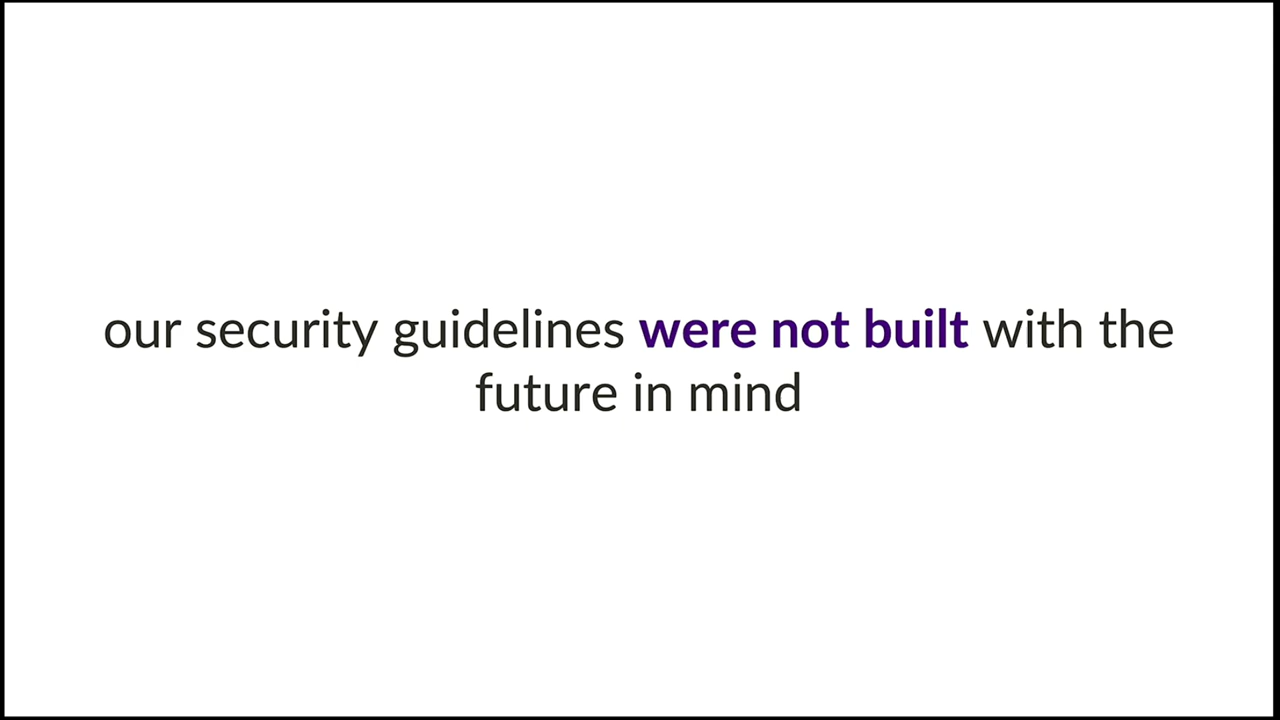 our security guidelines were not built with the
future in mind